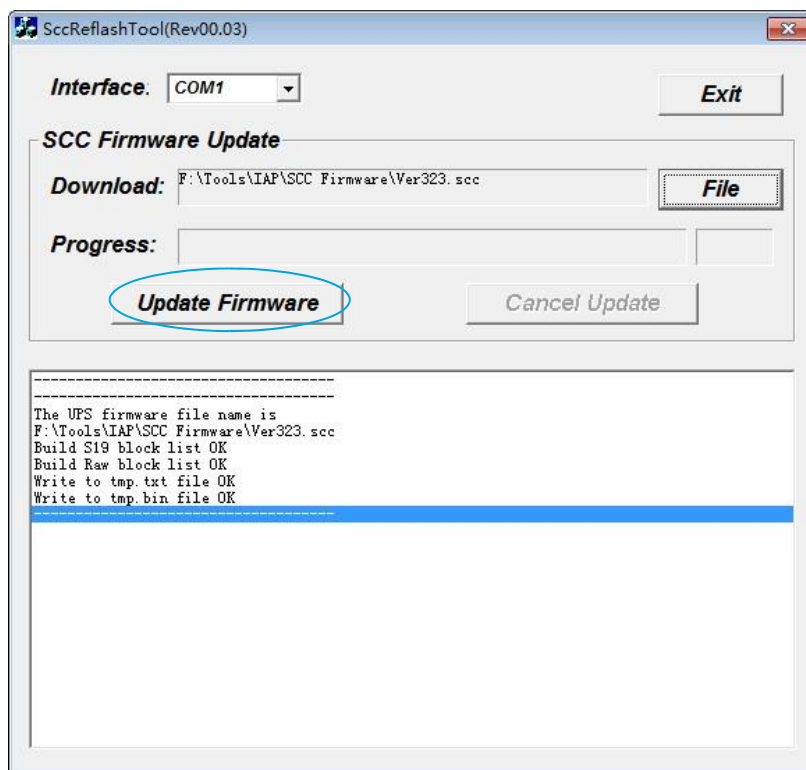 SccReflashTool(Rev00.03)
Interface: COM1
Exit
SCC Firmware Update
Download: F:\Tools\IAP\SCC Firmware\Ver323.scc
File
Progress:
Update Firmware
Cancel Update
------------------------------------
------------------------------------
The UPS firmware file name is
F:\Tools\IAP\SCC Firmware\Ver323.scc
Build S19 block list OK
Build Raw block list OK
Write to tmp.txt file OK
Write to tmp.bin file OK
------------------------------------